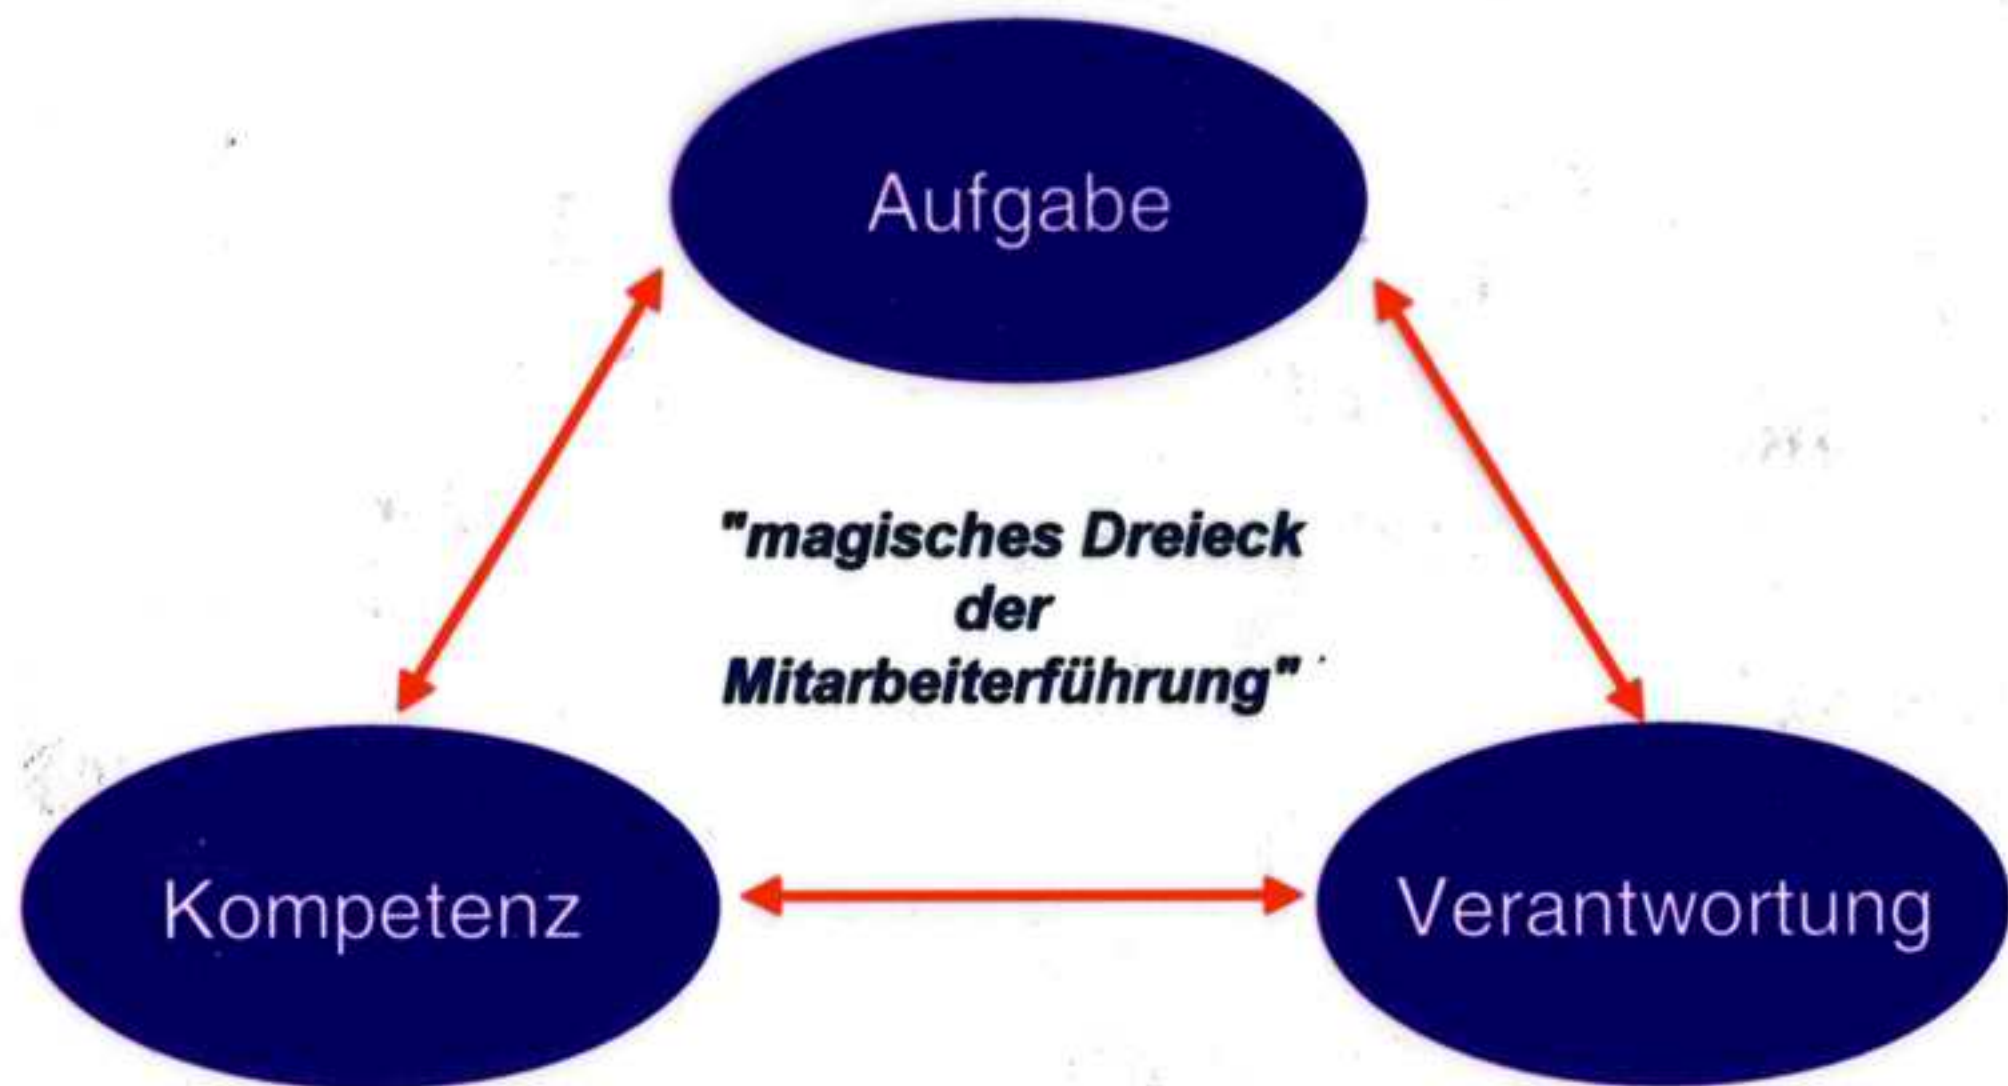 Aufgabe
"magisches Dreieck
der
Mitarbeiterführung"
Kompetenz
Verantwortung